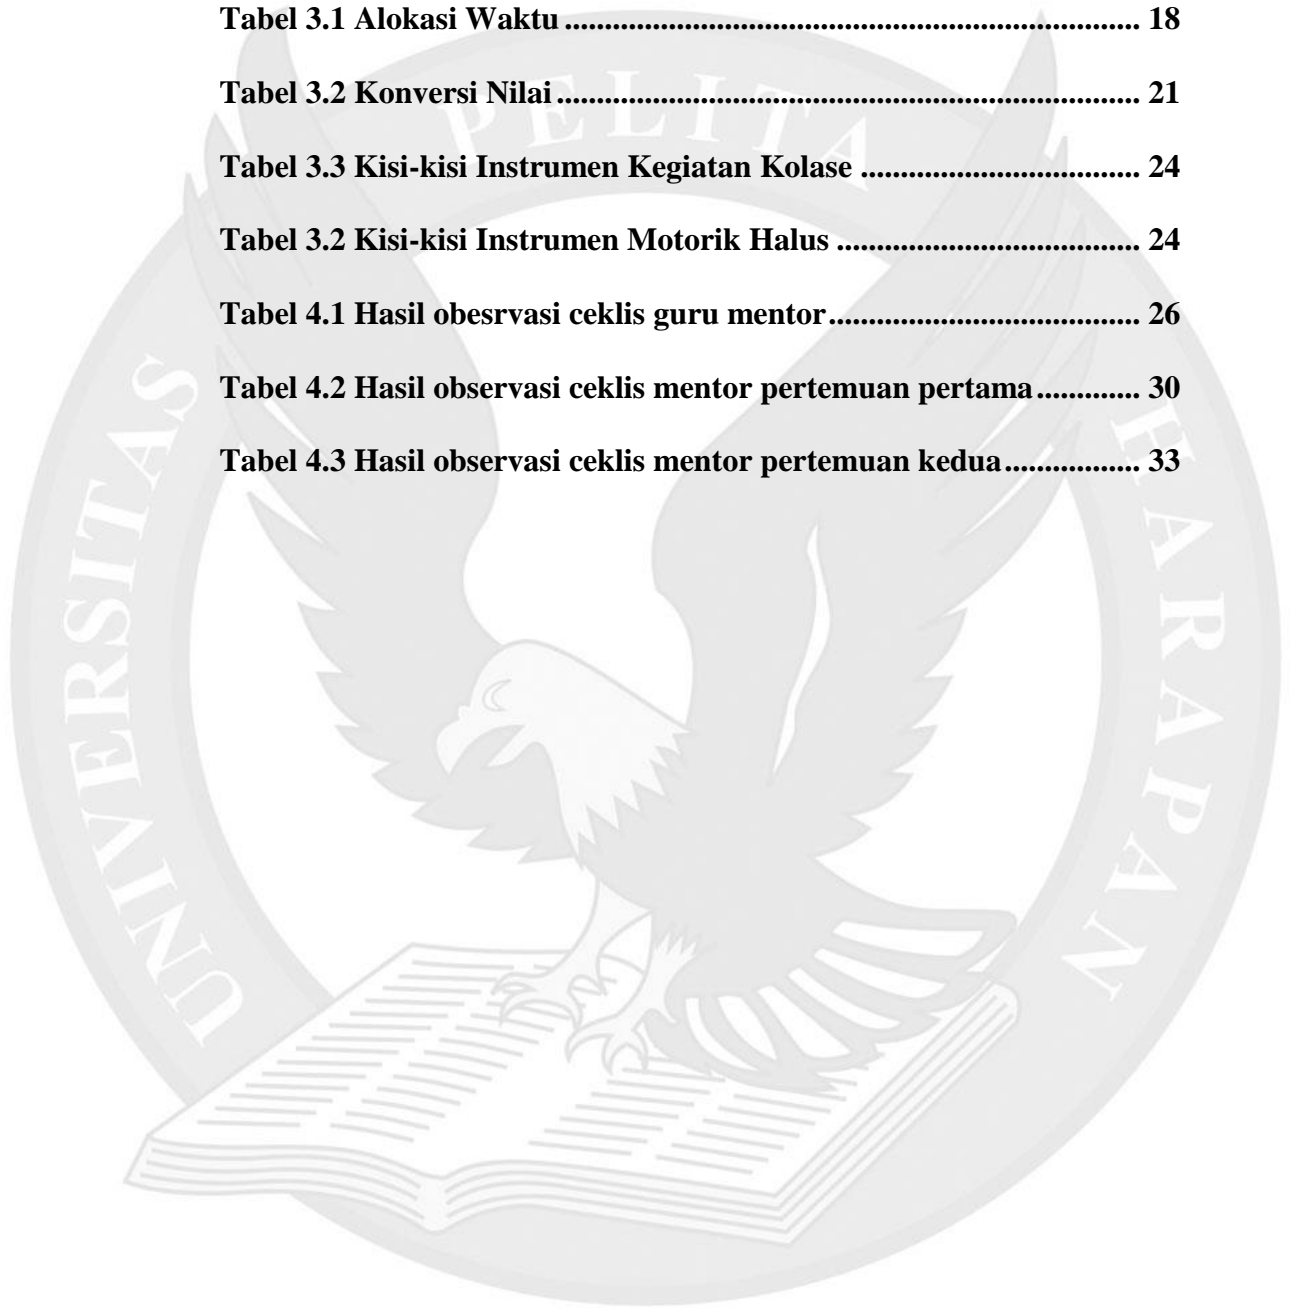 Tabel 3.1 Alokasi Waktu ........................................................................ 18
Tabel 3.2 Konversi Nilai ......................................................................... 21
Tabel 3.3 Kisi-kisi Instrumen Kegiatan Kolase ................................... 24
Tabel 3.2 Kisi-kisi Instrumen Motorik Halus ...................................... 24
Tabel 4.1 Hasil obesrvasi ceklis guru mentor ....................................... 26
Tabel 4.2 Hasil observasi ceklis mentor pertemuan pertama ............. 30
Tabel 4.3 Hasil observasi ceklis mentor pertemuan kedua ................. 33
UNIVERSITAS
PELITA
HARAPAN